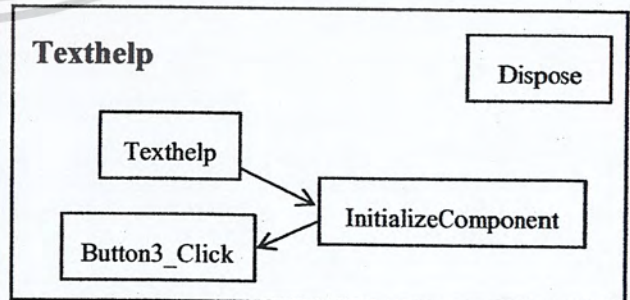 Texthelp
Dispose
Texthelp
InitializeComponent
Button3_Click